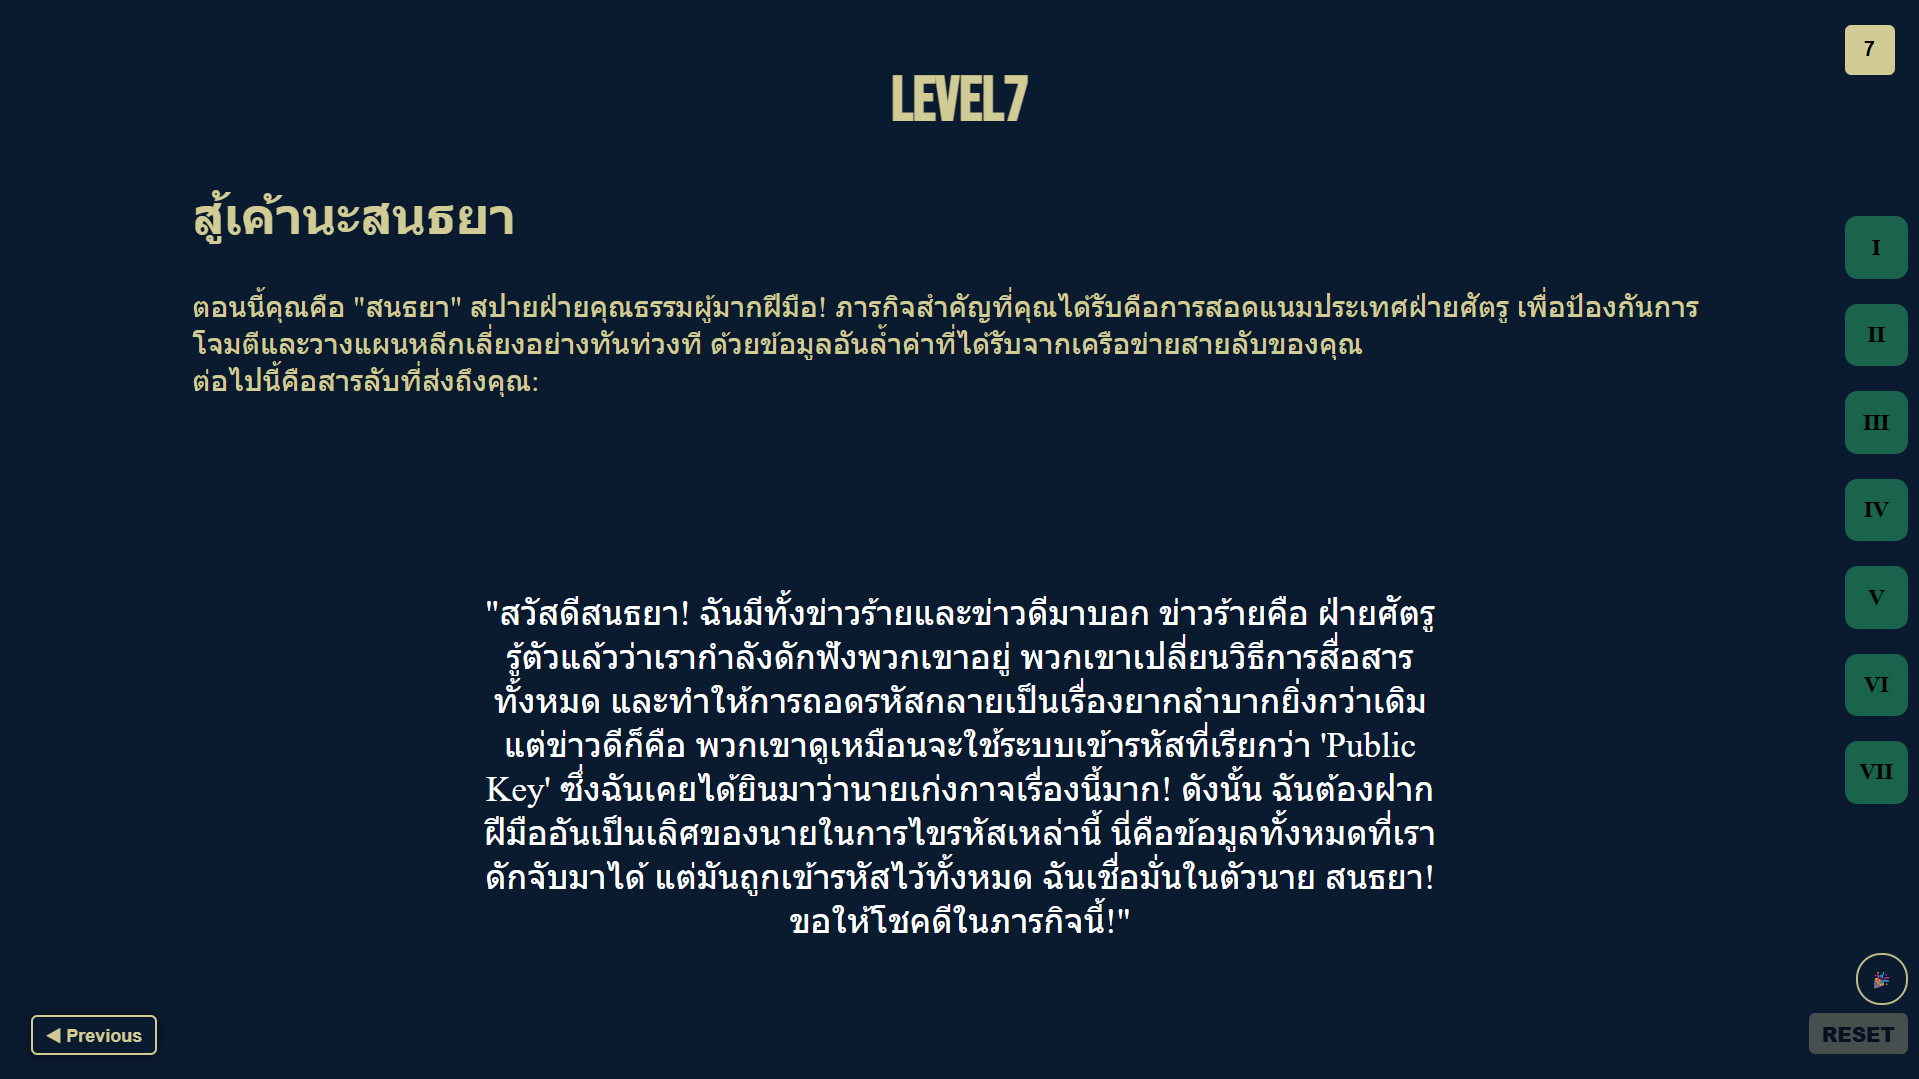 7
LEVEL7
สู้เค้านะสนธยา
ตอนนี้คุณคือ "สนธยา" สปายฝ่ายคุณธรรมผู้มากฝีมือ! ภารกิจสำคัญที่คุณได้รับคือการสอดแนมประเทศฝ่ายศัตรู เพื่อป้องกันการ
โจมตีและวางแผนหลีกเลี่ยงอย่างทันท่วงที ด้วยข้อมูลอันล้ำค่าที่ได้รับจากเครือข่ายสายลับของคุณ
ต่อไปนี้คือสารลับที่ส่งถึงคุณ:
"สวัสดีสนธยา! ฉันมีทั้งข่าวร้ายและข่าวดีมาบอก ข่าวร้ายคือ ฝ่ายศัตรู
รู้ตัวแล้วว่าเรากำลังดักฟังพวกเขาอยู่ พวกเขาเปลี่ยนวิธีการสื่อสาร
ทั้งหมด และทำให้การถอดรหัสกลายเป็นเรื่องยากลำบากยิ่งกว่าเดิม
แต่ข่าวดีก็คือ พวกเขาดูเหมือนจะใช้ระบบเข้ารหัสที่เรียกว่า 'Public
Key' ซึ่งฉันเคยได้ยินมาว่านายเก่งกาจเรื่องนี้มาก! ดังนั้น ฉันต้องฝาก
ฝีมืออันเป็นเลิศของนายในการไขรหัสเหล่านี้ นี่คือข้อมูลทั้งหมดที่เรา
ดักจับมาได้ แต่มันถูกเข้ารหัสไว้ทั้งหมด ฉันเชื่อมั่นในตัวนาย สนธยา!
ขอให้โชคดีในภารกิจนี้!"
I
II
III
IV
V
VI
VII
◀ Previous
RESET